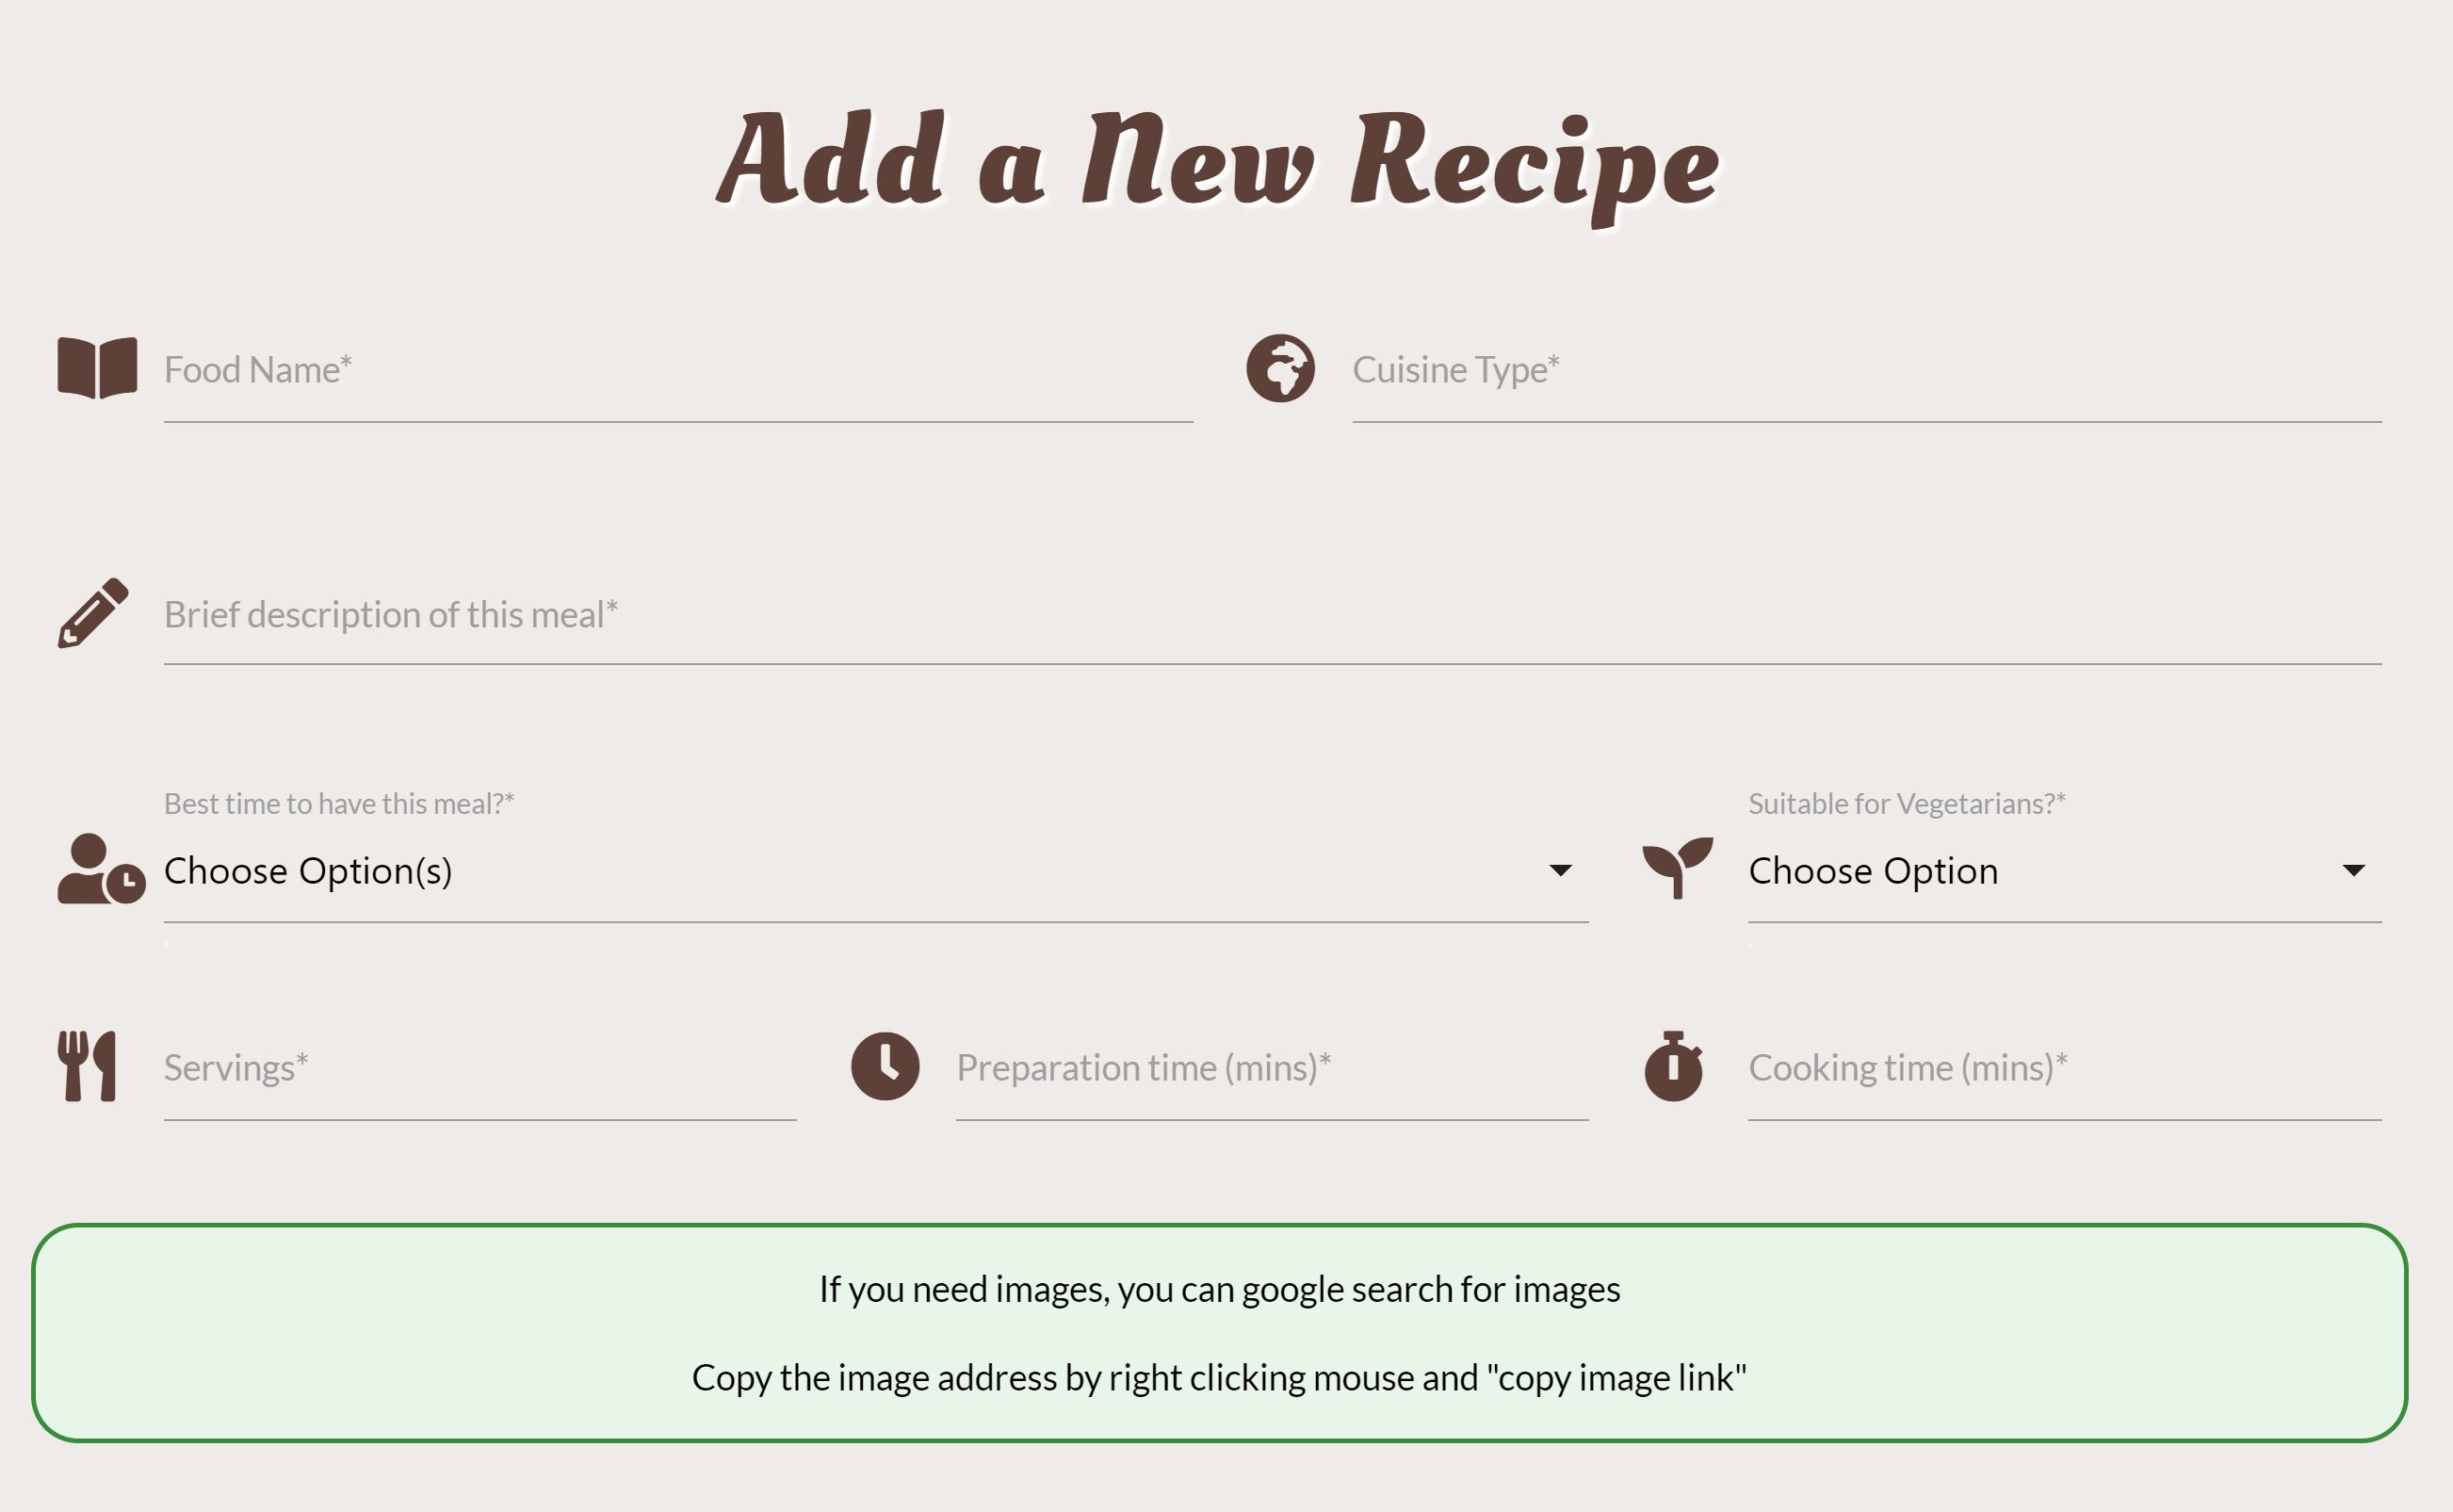 Add a New Recipe
Food Name*
Cuisine Type*
Brief description of this meal*
Best time to have this meal?*
Suitable for Vegetarians?*
Choose Option(s)
Choose Option
Servings*
Preparation time (mins)*
Cooking time (mins)*
If you need images, you can google search for images
Copy the image address by right clicking mouse and "copy image link"